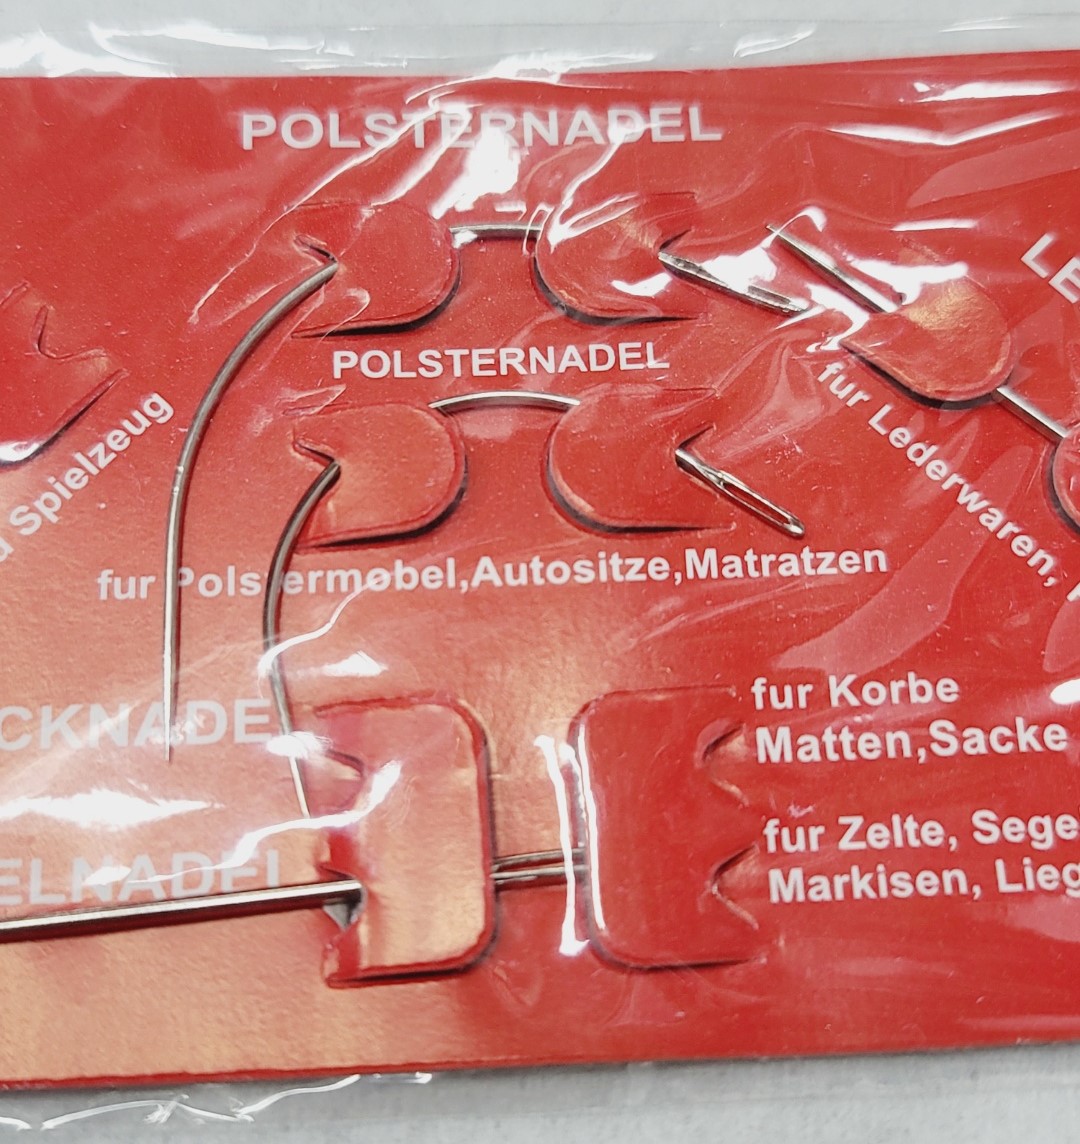 POLSTERNADEL
LE
POLSTERNADEL
Spielzeug
fur Lederwaren,
fur Polstermobel,Autositze,Matratzen
CKNADE
fur Korbe
Matten,Sacke
ELNADEL
fur Zelte, Sege
Markisen, Lieg